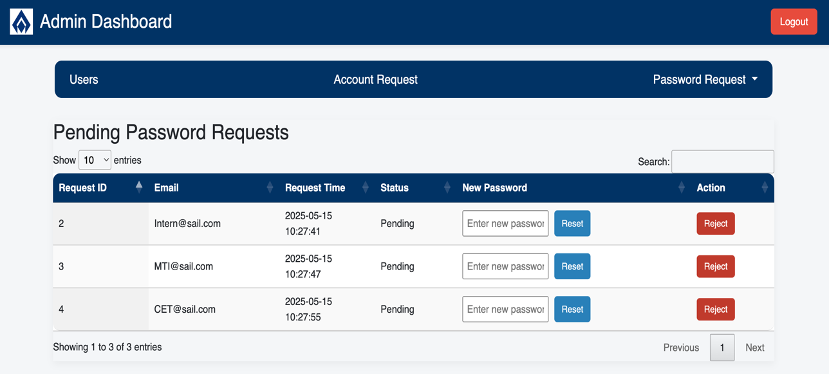 Admin Dashboard
Logout
Users Account Request Password Request
Pending Password Requests
Show 10 entries
Search:
Request ID Email Request Time Status New Password Action
2 Intern@sail.com 2025-05-15 10:27:41 Pending Enter new passwor Reset Reject
3 MTI@sail.com 2025-05-15 10:27:47 Pending Enter new passwor Reset Reject
4 CET@sail.com 2025-05-15 10:27:55 Pending Enter new passwor Reset Reject
Showing 1 to 3 of 3 entries
Previous 1 Next